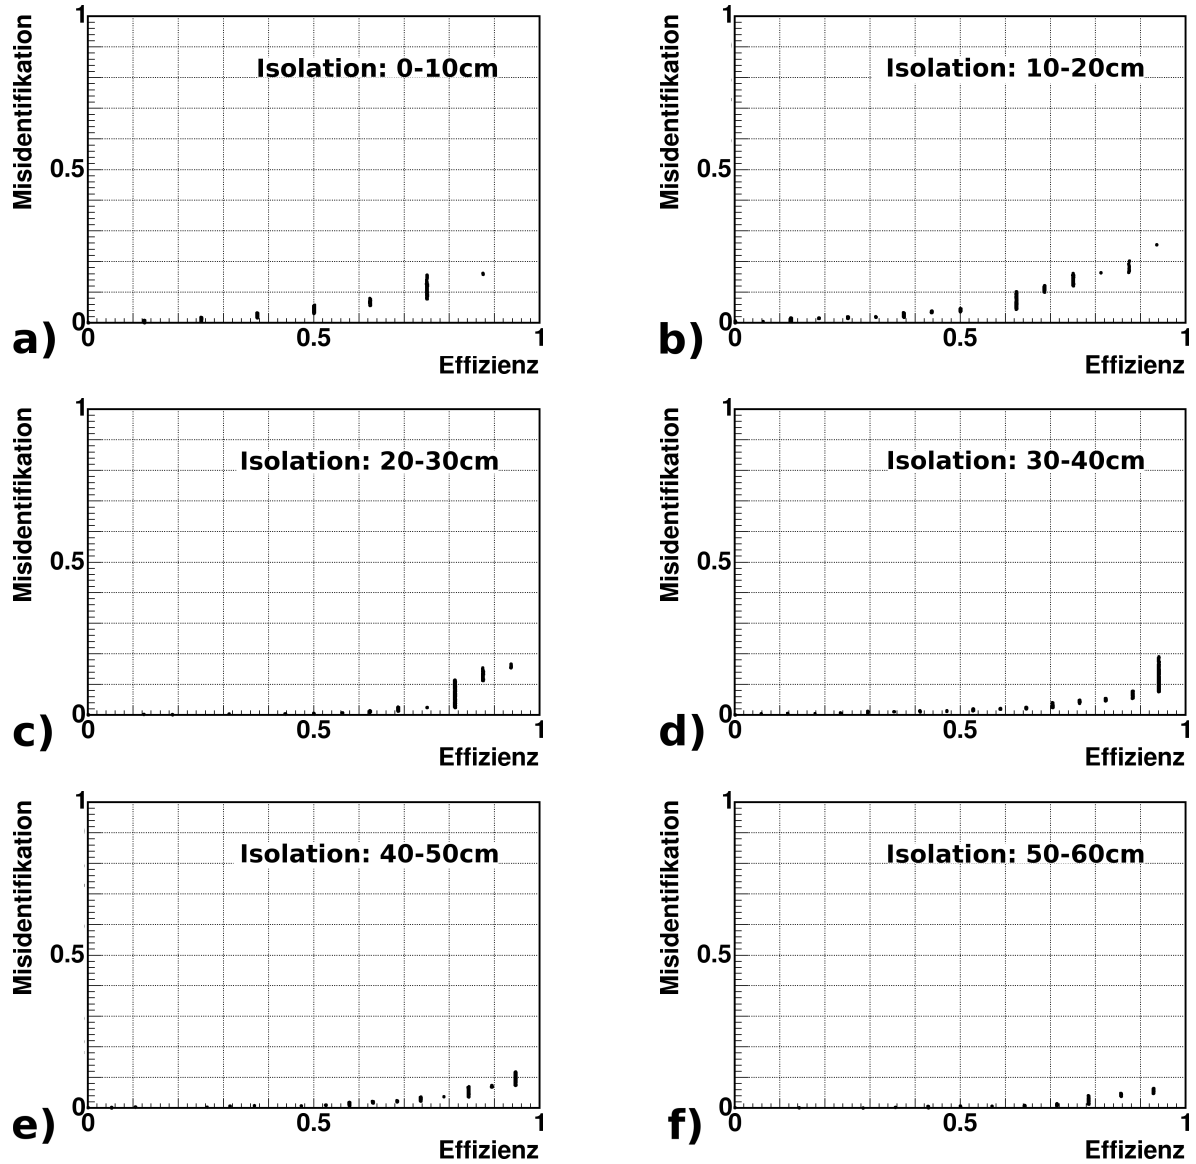 1
Misidentifikation
Isolation: 0-10cm
0.5
0
a)
0
0.5
1
Effizienz
1
Misidentifikation
Isolation: 10-20cm
0.5
0
b)
0
0.5
1
Effizienz
1
Misidentifikation
Isolation: 20-30cm
0.5
0
c)
0
0.5
1
Effizienz
1
Misidentifikation
Isolation: 30-40cm
0.5
0
d)
0
0.5
1
Effizienz
1
Misidentifikation
Isolation: 40-50cm
0.5
0
e)
0
0.5
1
Effizienz
1
Misidentifikation
Isolation: 50-60cm
0.5
0
f)
0
0.5
1
Effizienz